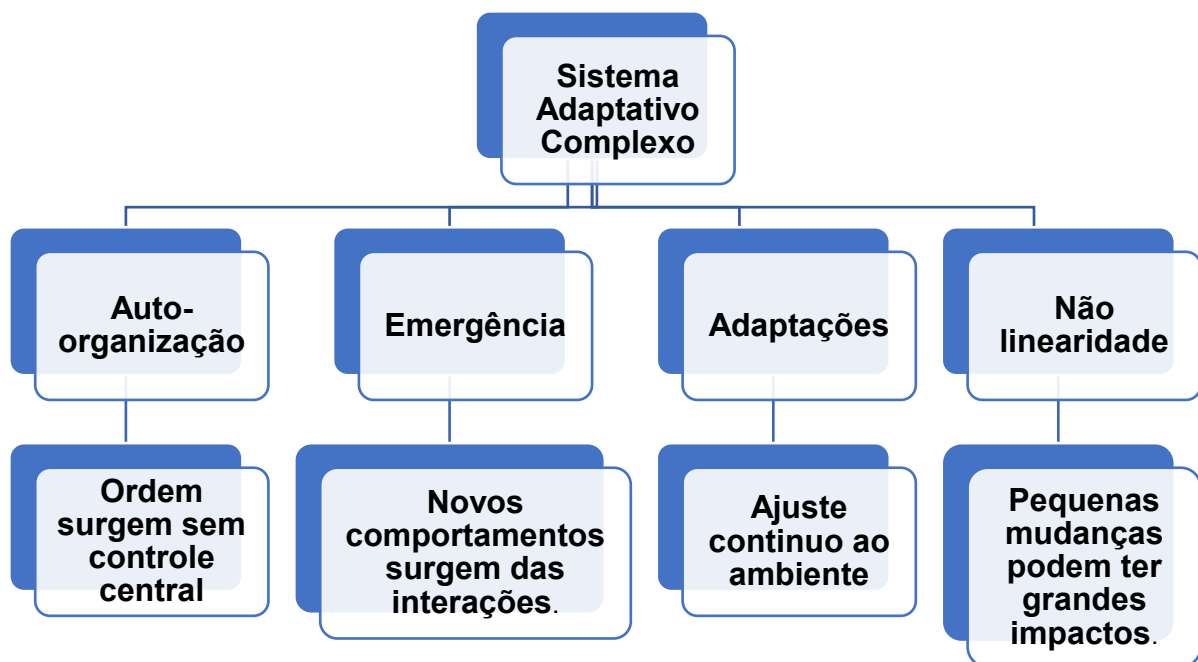 Sistema
Adaptativo
Complexo
Auto-
organização
Emergência
Adaptações
Não
linearidade
Ordem
surgem sem
controle
central
Novos
comportamentos
surgem das
interações.
Ajuste
continuo ao
ambiente
Pequenas
mudanças
podem ter
grandes
impactos.